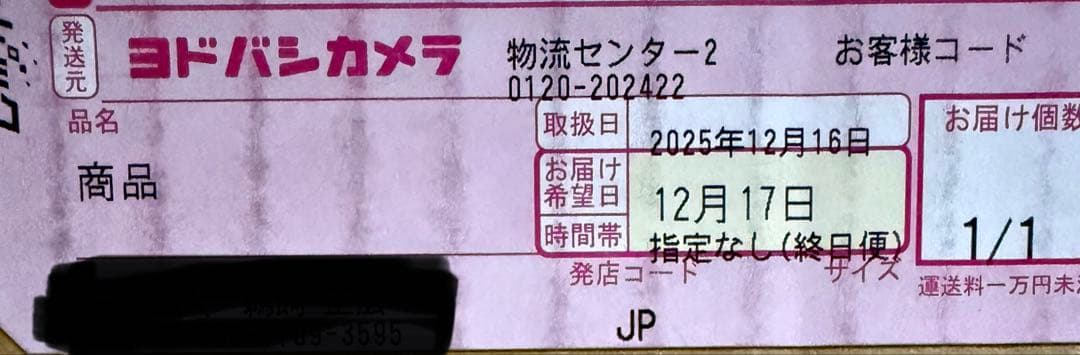 発送元
ヨドバシカメラ
物流センター2
0120-202422
お客様コード
品名
商品
取扱日
2025年12月16日
お届け希望日
12月17日
時間帯
指定なし(終日便)
お届け個数
1/1
発店コード
サイズ
運送料一万円未
JP